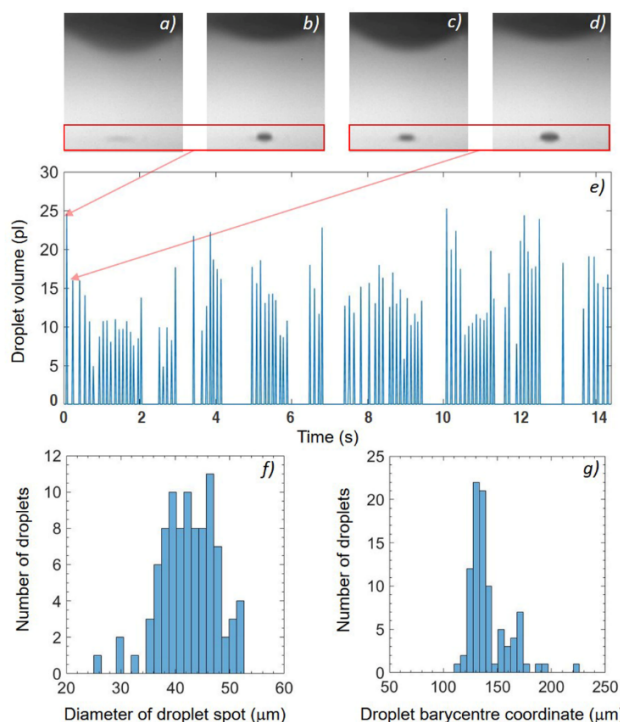 a)
b)
c)
d)
e)
30
25
20
15
10
5
0
Droplet volume (pl)
0
2
4
6
8
10
12
14
Time (s)
f)
12
10
8
6
4
2
0
Number of droplets
20
30
40
50
60
Diameter of droplet spot (μm)
g)
25
20
15
10
5
0
Number of droplets
50
100
150
200
250
Droplet barycentre coordinate (μm)